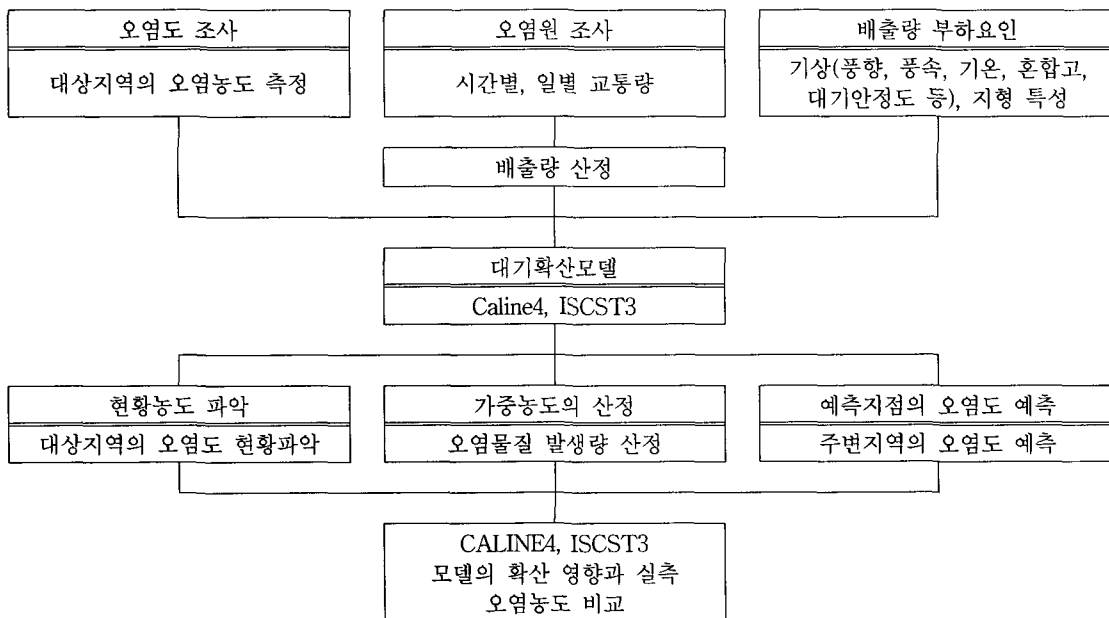 오염도 조사
대상지역의 오염농도 측정
오염원 조사
시간별, 일별 교통량
배출량 부하요인
기상(풍향, 풍속, 기온, 혼합고,
대기안정도 등), 지형 특성
배출량 산정
대기확산모델
Caline4, ISCST3
현황농도 파악
대상지역의 오염도 현황파악
가중농도의 산정
오염물질 발생량 산정
예측지점의 오염도 예측
주변지역의 오염도 예측
CALINE4, ISCST3
모델의 확산 영향과 실측
오염농도 비교